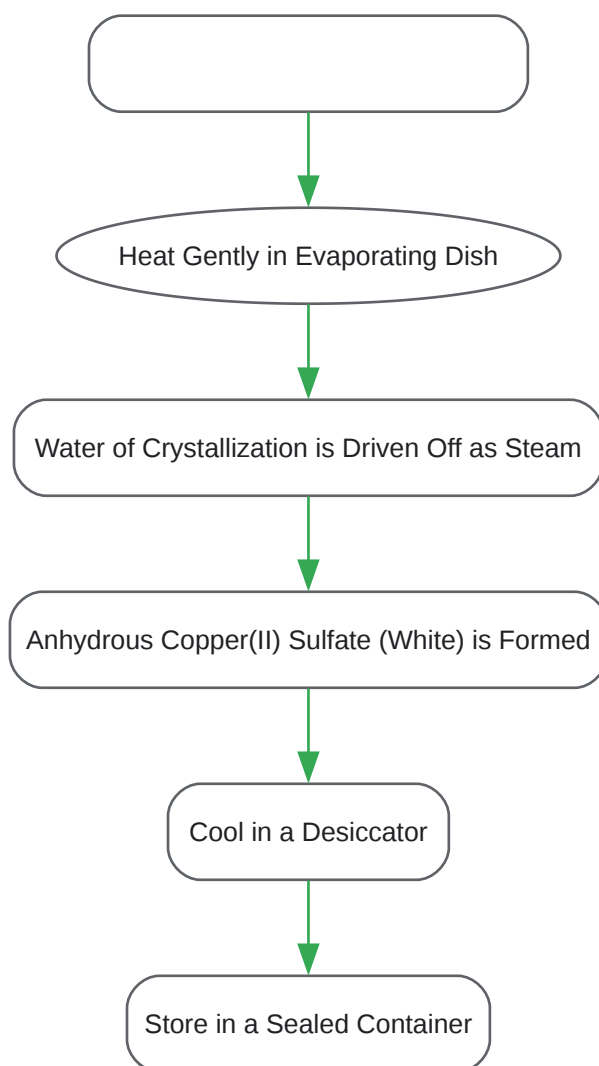 Heat Gently in Evaporating Dish
Water of Crystallization is Driven Off as Steam
Anhydrous Copper(II) Sulfate (White) is Formed
Cool in a Desiccator
Store in a Sealed Container